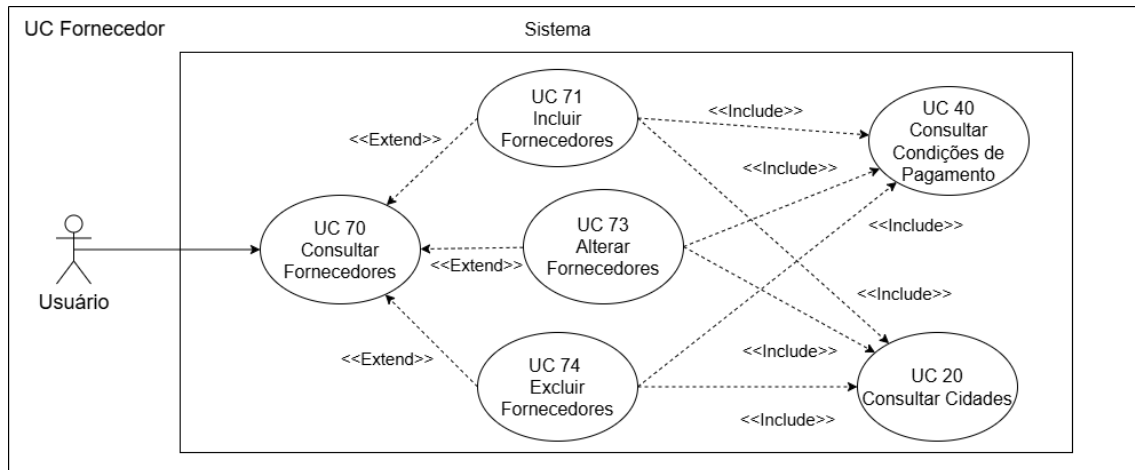 UC Fornecedor
Sistema
UC 71
Incluir
Fornecedores
<<Include>>
UC 40
Consultar
Condições de
Pagamento
<<Extend>>
<<Include>>
UC 70
Consultar
Fornecedores
UC 73
Alterar
Fornecedores
<<Include>>
<<Extend>>
Usuário
<<Include>>
<<Extend>>
<<Include>>
UC 74
Excluir
Fornecedores
UC 20
Consultar Cidades
<<Include>>